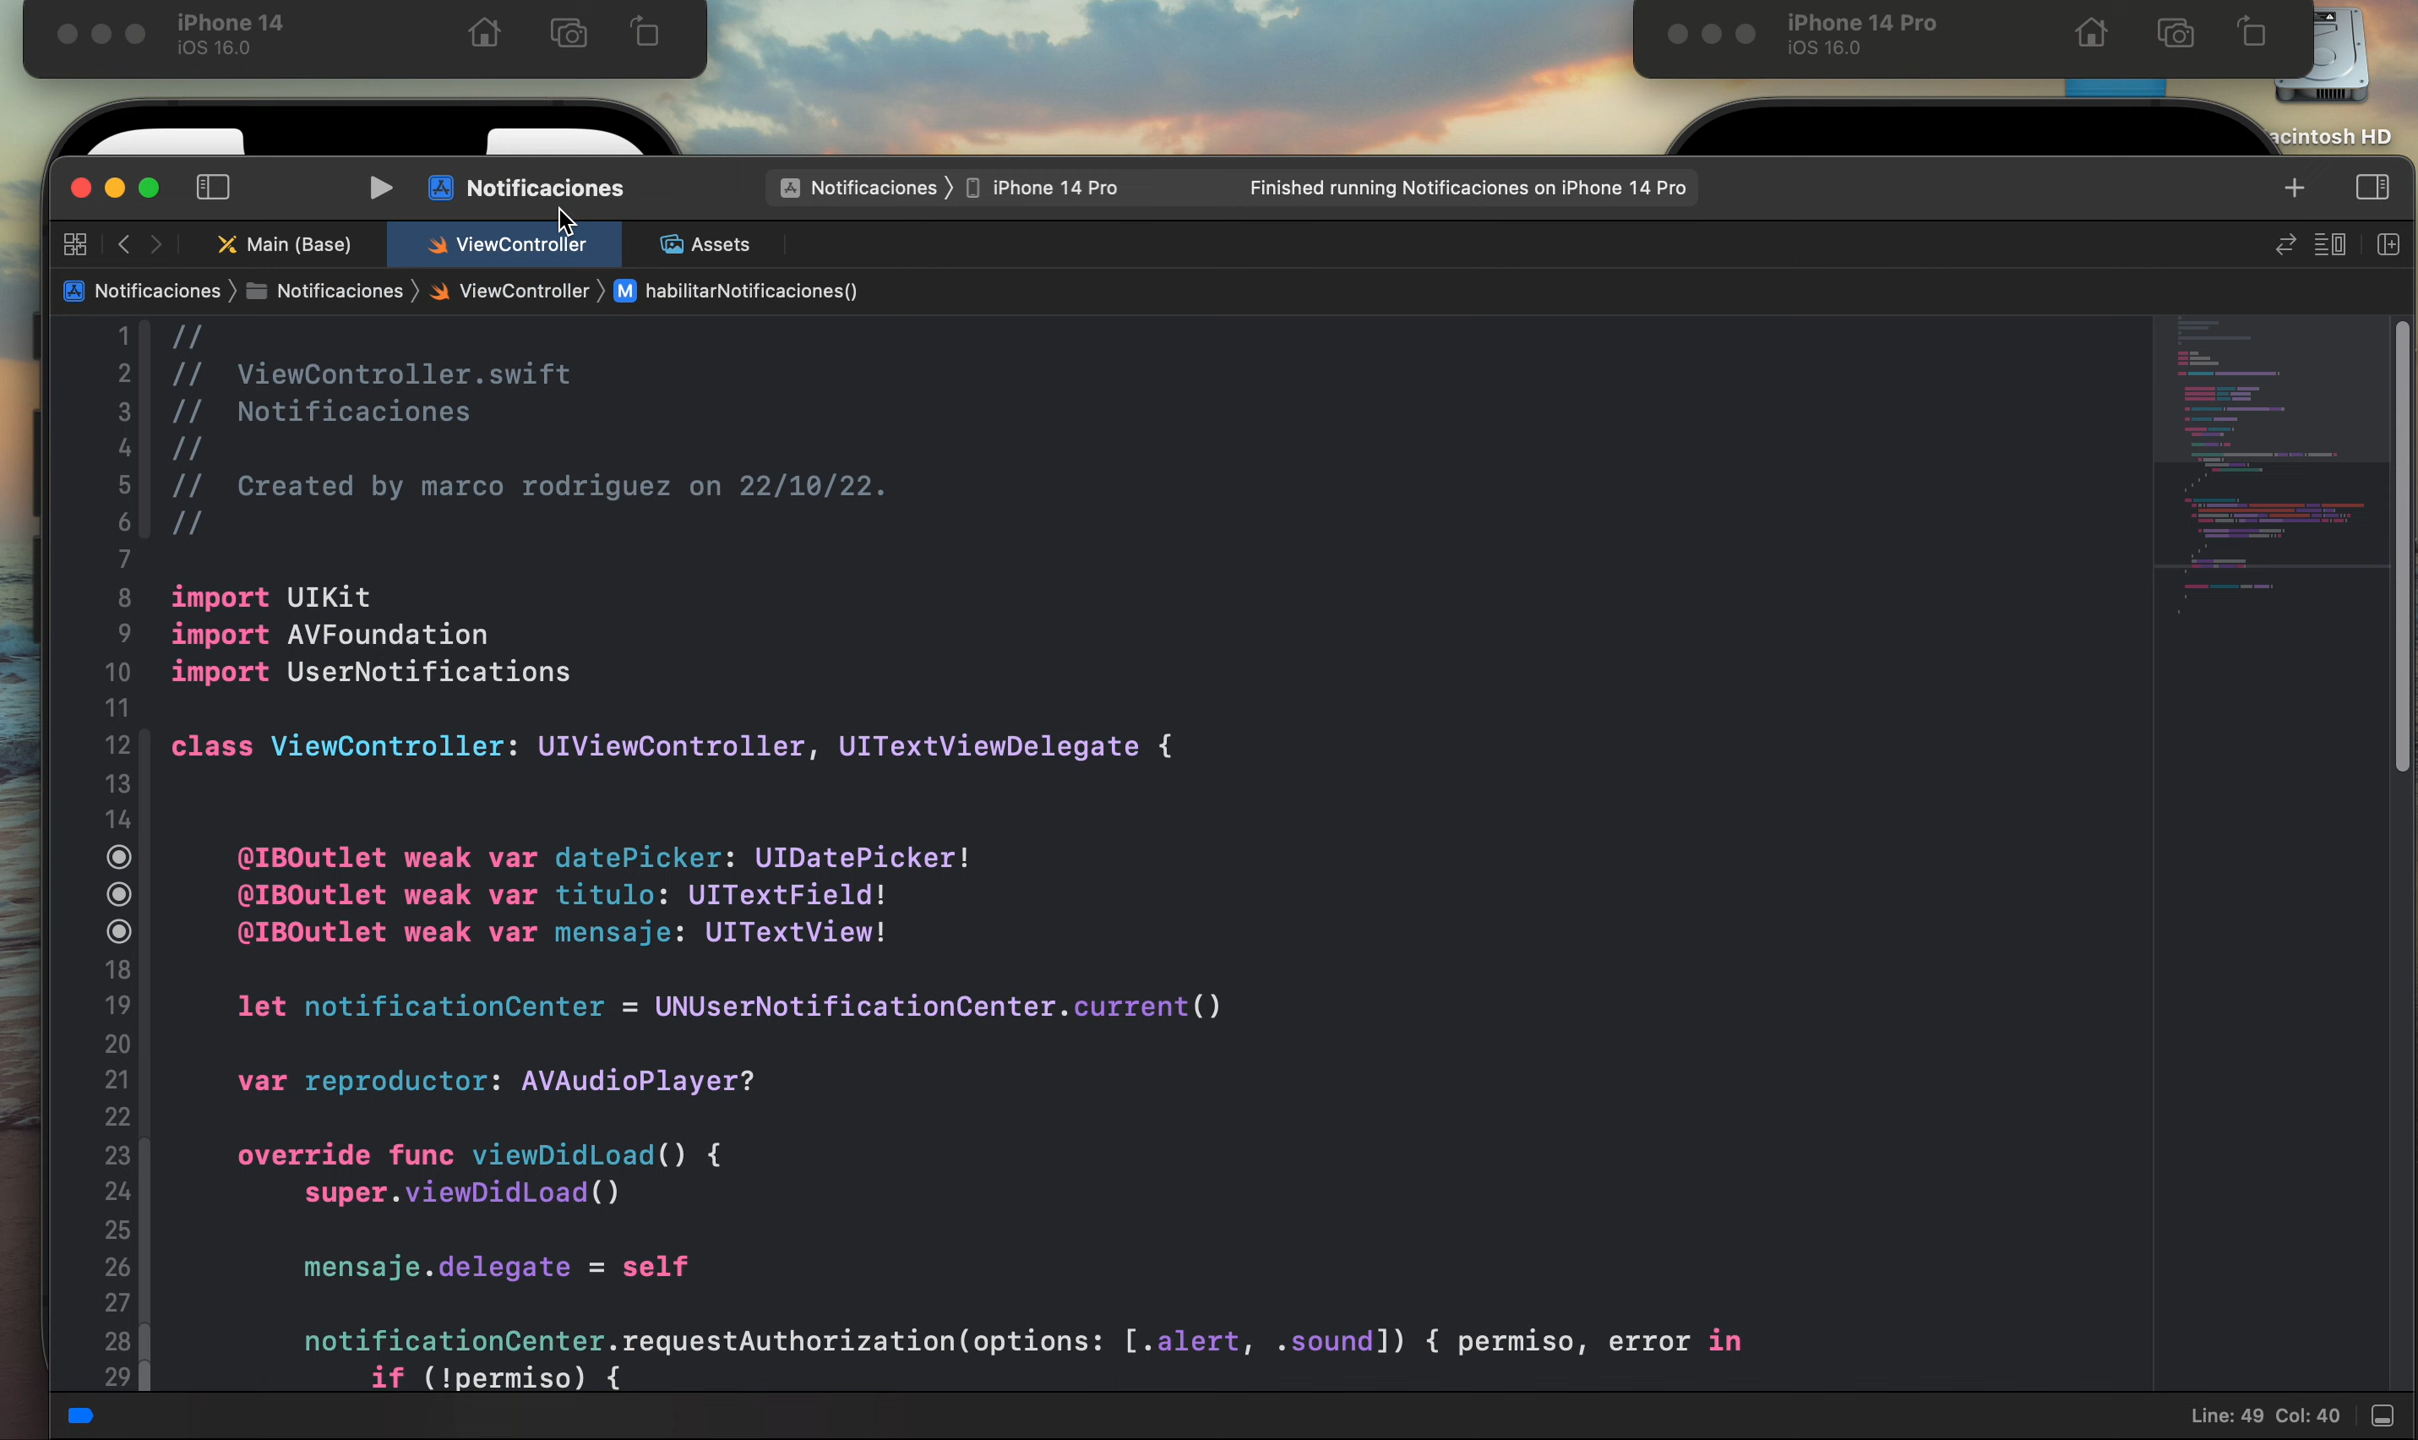 iPhone 14
iOS 16.0
iPhone 14 Pro
iOS 16.0
acintosh HD
Notificaciones
Notificaciones 〉 iPhone 14 Pro
Finished running Notificaciones on iPhone 14 Pro
Main (Base)
ViewController
Assets
Notificaciones 〉 Notificaciones 〉 ViewController 〉 M habilitarNotificaciones()
1 //
2 //  ViewController.swift
3 //  Notificaciones
4 //
5 //  Created by marco rodriguez on 22/10/22.
6 //
7
8 import UIKit
9 import AVFoundation
10 import UserNotifications
11
12 class ViewController: UIViewController, UITextViewDelegate {
13
14
@IBOutlet weak var datePicker: UIDatePicker!
@IBOutlet weak var titulo: UITextField!
@IBOutlet weak var mensaje: UITextView!
18
19 let notificationCenter = UNUserNotificationCenter.current()
20
21 var reproductor: AVAudioPlayer?
22
23 override func viewDidLoad() {
24 super.viewDidLoad()
25
26 mensaje.delegate = self
27
28 notificationCenter.requestAuthorization(options: [.alert, .sound]) { permiso, error in
29 if (!permiso) {
Line: 49 Col: 40